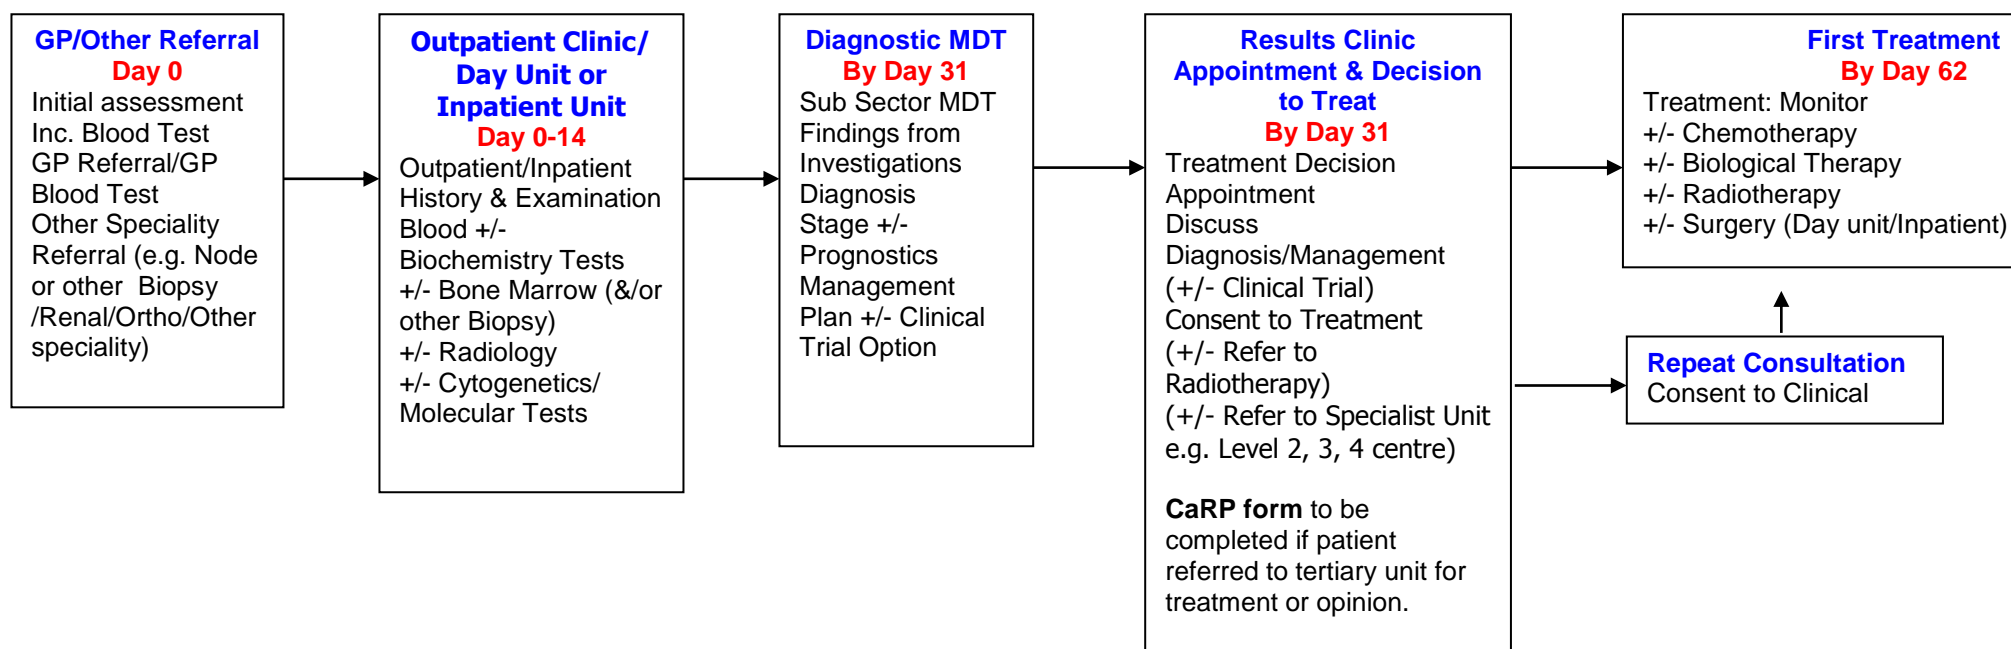 GP/Other Referral
Day 0
Initial assessment
Inc. Blood Test
GP Referral/GP
Blood Test
Other Speciality
Referral (e.g. Node
or other  Biopsy
/Renal/Ortho/Other
speciality)
Outpatient Clinic/
Day Unit or
Inpatient Unit
Day 0-14
Outpatient/Inpatient
History & Examination
Blood +/-
Biochemistry Tests
+/- Bone Marrow (&/or
other Biopsy)
+/- Radiology
+/- Cytogenetics/
Molecular Tests
Diagnostic MDT
By Day 31
Sub Sector MDT
Findings from
Investigations
Diagnosis
Stage +/-
Prognostics
Management
Plan +/- Clinical
Trial Option
Results Clinic
Appointment & Decision
to Treat
By Day 31
Treatment Decision
Appointment
Discuss
Diagnosis/Management
(+/- Clinical Trial)
Consent to Treatment
(+/- Refer to
Radiotherapy)
(+/- Refer to Specialist Unit
e.g. Level 2, 3, 4 centre)
CaRP form to be
completed if patient
referred to tertiary unit for
treatment or opinion.
First Treatment
By Day 62
Treatment: Monitor
+/- Chemotherapy
+/- Biological Therapy
+/- Radiotherapy
+/- Surgery (Day unit/Inpatient)
Repeat Consultation
Consent to Clinical